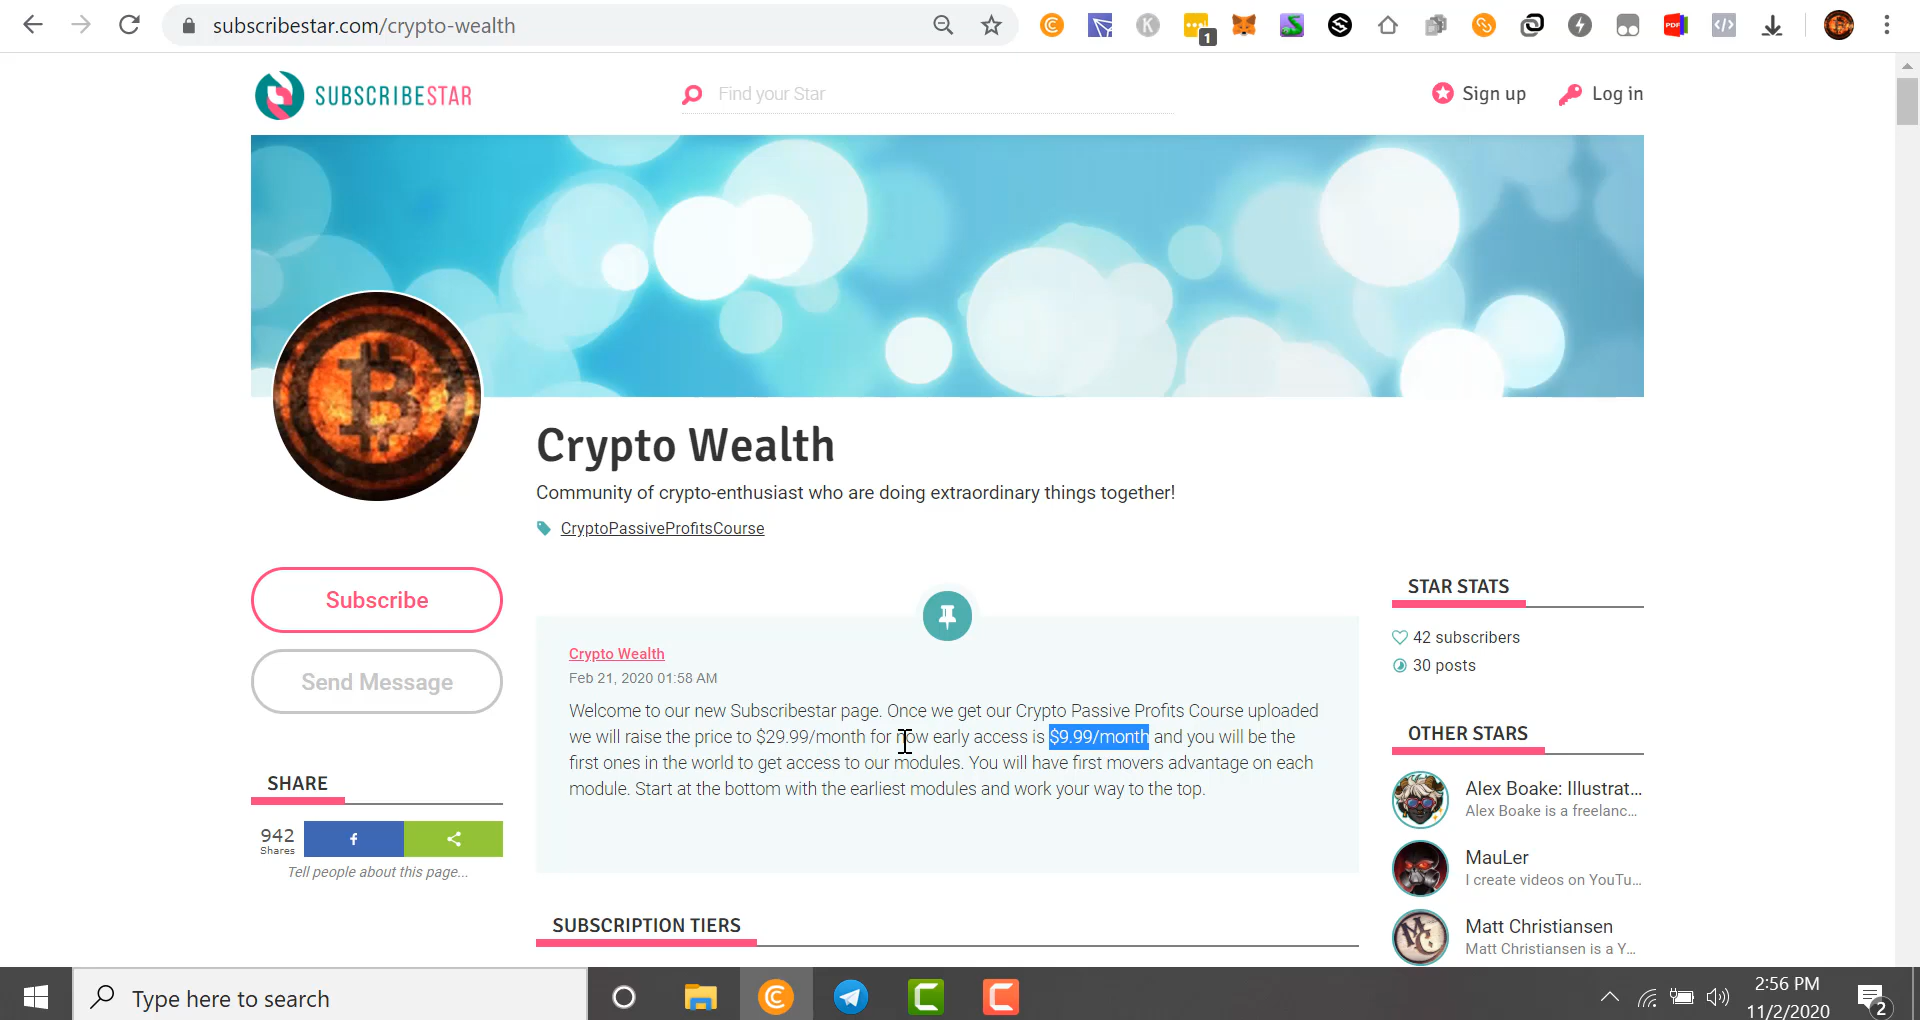 subscribestar.com/crypto-wealth
1
PDF
SUBSCRIBESTAR
Find your Star
Sign up
Log in
Crypto Wealth
Community of crypto-enthusiast who are doing extraordinary things together!
CryptoPassiveProfitsCourse
Subscribe
Send Message
SHARE
942
Shares
Tell people about this page...
Crypto Wealth
Feb 21, 2020 01:58 AM
Welcome to our new Subscribestar page. Once we get our Crypto Passive Profits Course uploaded
we will raise the price to $29.99/month for now early access is $9.99/month and you will be the
first ones in the world to get access to our modules. You will have first movers advantage on each
module. Start at the bottom with the earliest modules and work your way to the top.
SUBSCRIPTION TIERS
STAR STATS
42 subscribers
30 posts
OTHER STARS
Alex Boake: Illustrat...
Alex Boake is a freelanc...
MauLer
I create videos on YouTu...
Matt Christiansen
Matt Christiansen is a Y...
Type here to search
2:56 PM
11/2/2020
2